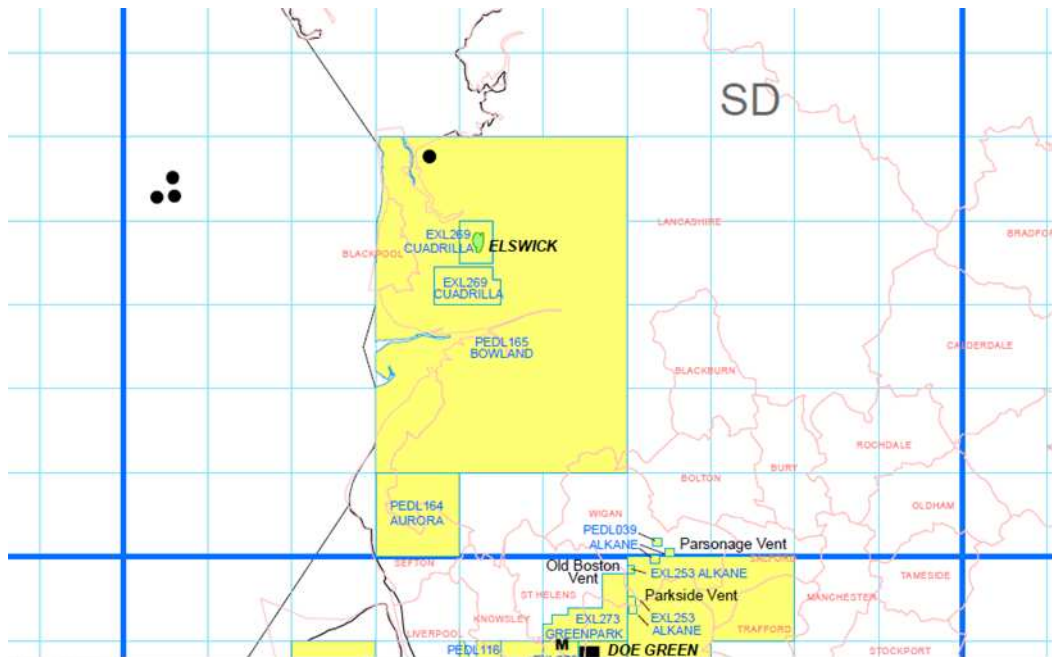 SD
LANCASHIRE
BRADFOR
EXL269
CUADRILLA
ELSWICK
BLACKPOOL
EXL269
CUADRILLA
PEDL165
BOWLAND
CALDERDALE
BLACKBURN
ROCHDALE
BURY
BOLTON
OLDHAM
PEDL164
AURORA
WIGAN
PEDL039
ALKANE
Parsonage Vent
SEFTON
SALFORD
Old Boston
Vent
EXL253 ALKANE
TAMESIDE
ST HELENS
Parkside Vent
MANCHESTER
KNOWSLEY
EXL273
GREENPARK
EXL253
ALKANE
TRAFFORD
LIVERPOOL
PEDL116
M
DOE GREEN
STOCKPORT